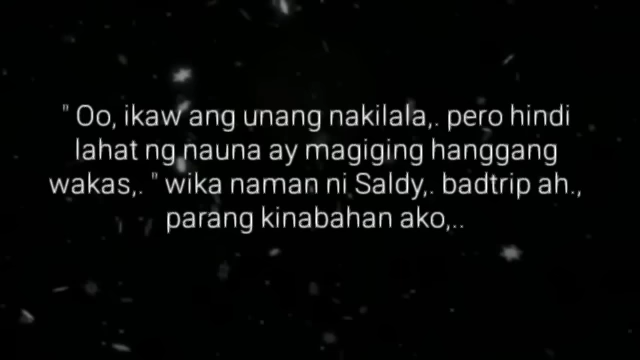 " Oo, ikaw ang unang nakilala,. pero hindi
lahat ng nauna ay magiging hanggang
wakas,. " wika naman ni Saldy,. badtrip ah.,
parang kinabahan ako,..